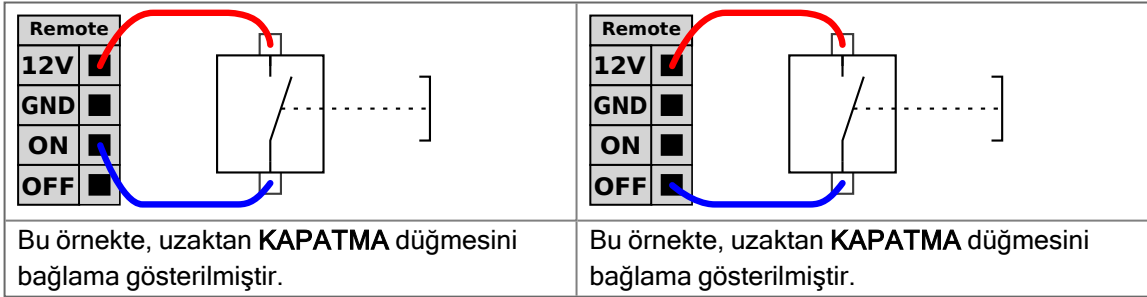 Remote
12V
GND
ON
OFF
Bu örnekte, uzaktan KAPATMA düğmesini
bağlama gösterilmiştir.
Remote
12V
GND
ON
OFF
Bu örnekte, uzaktan KAPATMA düğmesini
bağlama gösterilmiştir.